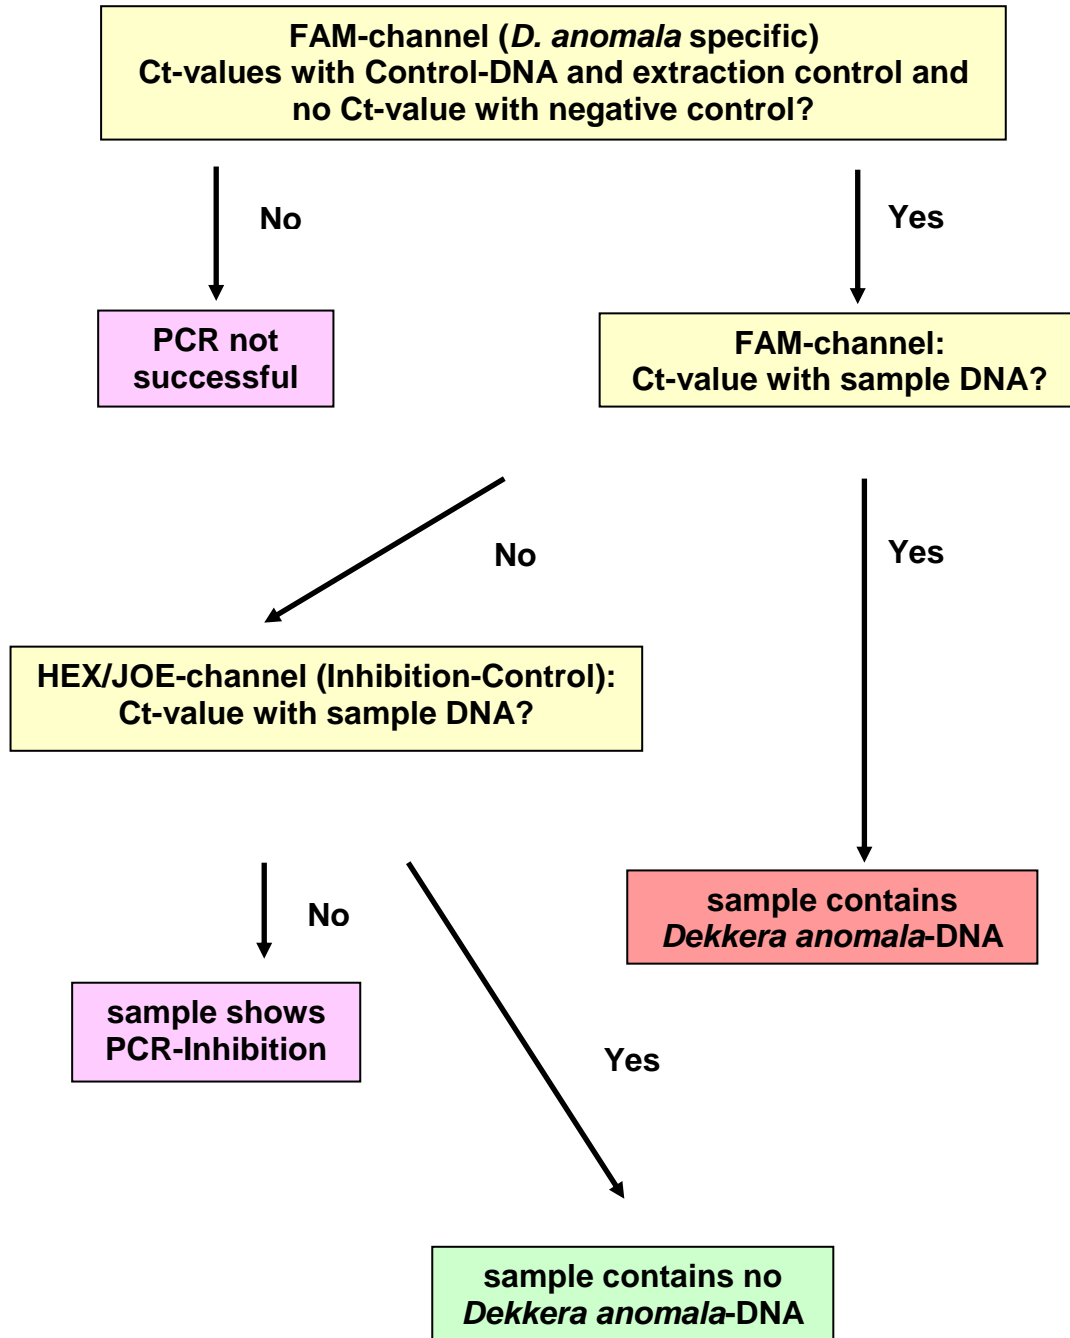 FAM-channel (D. anomala specific)
Ct-values with Control-DNA and extraction control and
no Ct-value with negative control?
No
Yes
PCR not
successful
FAM-channel:
Ct-value with sample DNA?
No
Yes
HEX/JOE-channel (Inhibition-Control):
Ct-value with sample DNA?
No
sample contains
Dekkera anomala-DNA
sample shows
PCR-Inhibition
Yes
sample contains no
Dekkera anomala-DNA